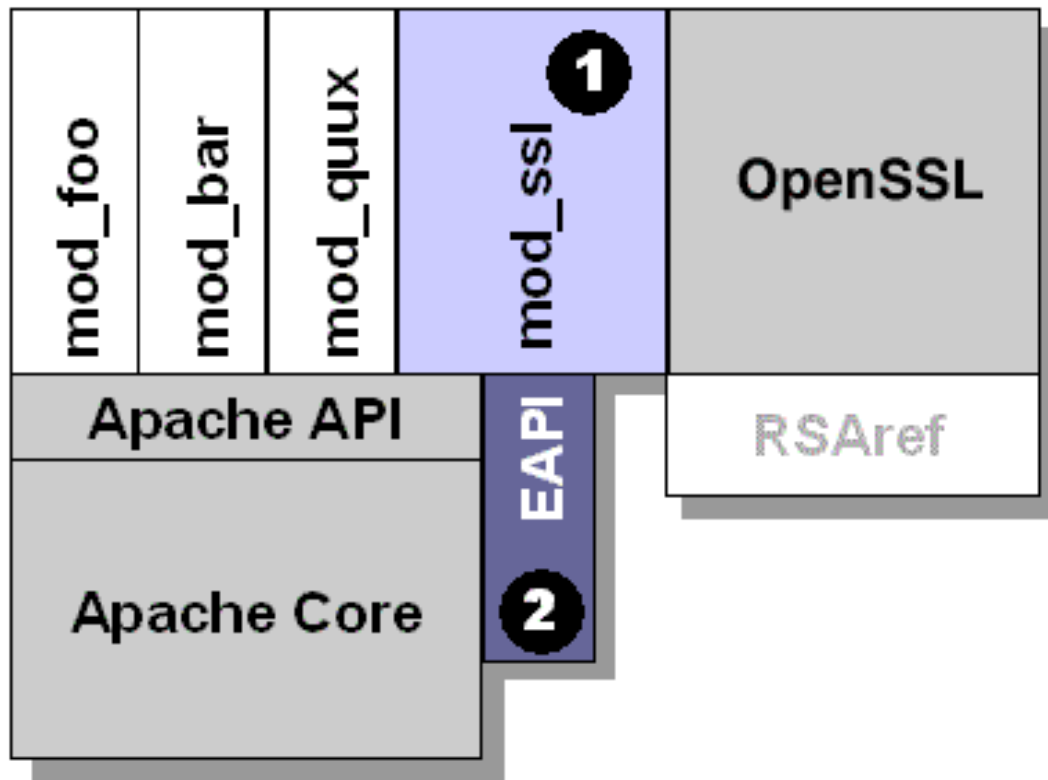 mod_foo
mod_bar
mod_quux
mod_ssl
1
OpenSSL
Apache API
EAPI
RSAref
Apache Core
2